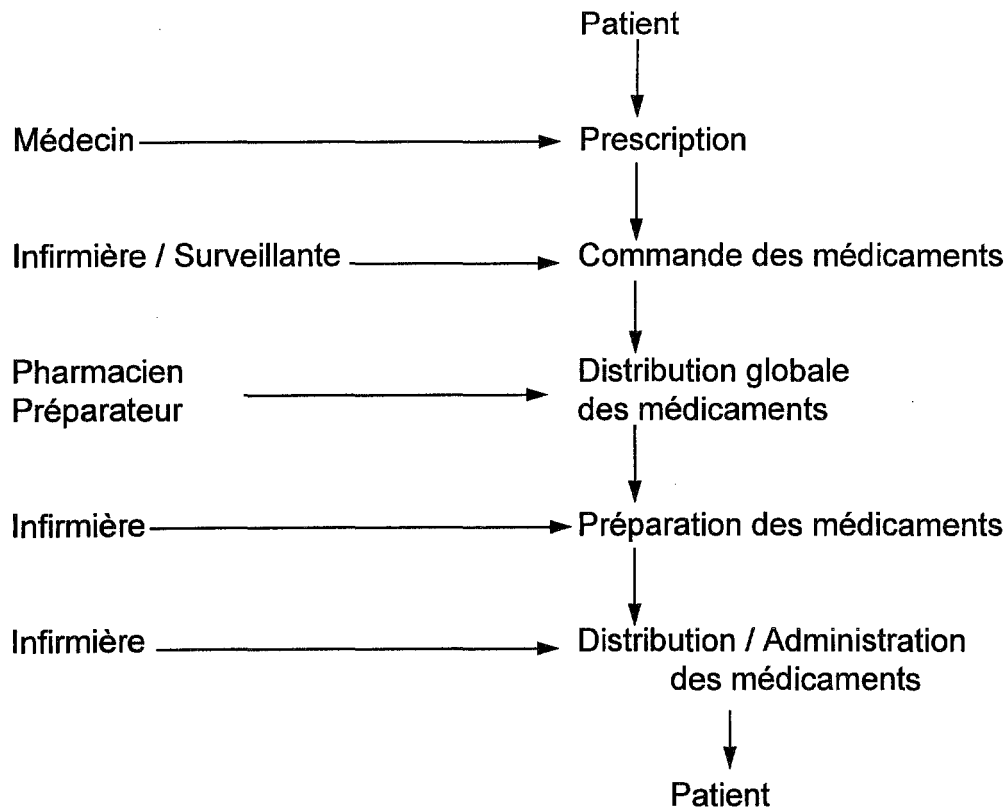 Patient
Médecin Prescription
Infirmière / Surveillante Commande des médicaments
Pharmacien Distribution globale
Préparateur des médicaments
Infirmière Préparation des médicaments
Infirmière Distribution / Administration
des médicaments
Patient